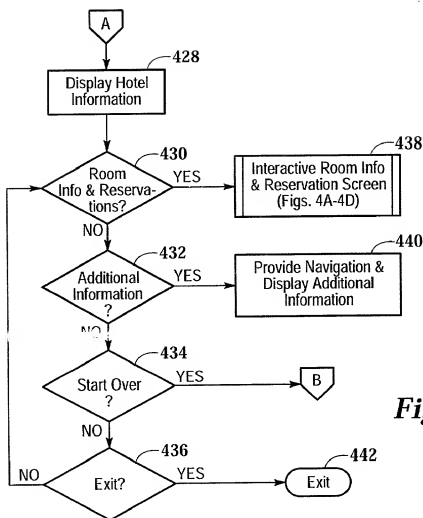 A
428
Display Hotel
Information
430
Room
Info & Reserva-
tions?
YES
438
Interactive Room Info
& Reservation Screen
(Figs. 4A-4D)
NO
432
Additional
Information
?
YES
440
Provide Navigation &
Display Additional
Information
NO
434
Start Over
?
YES
B
NO
436
Exit?
YES
442
Exit
NO